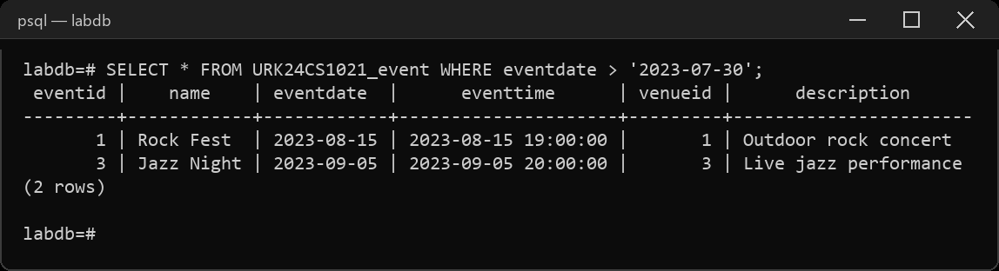 psql — labdb
labdb=# SELECT * FROM URK24CS1021_event WHERE eventdate > '2023-07-30';
 eventid |    name    | eventdate  |      eventtime      | venueid |      description
---------+------------+------------+---------------------+---------+-----------------------
       1 | Rock Fest  | 2023-08-15 | 2023-08-15 19:00:00 |       1 | Outdoor rock concert
       3 | Jazz Night | 2023-09-05 | 2023-09-05 20:00:00 |       3 | Live jazz performance
(2 rows)
labdb=#